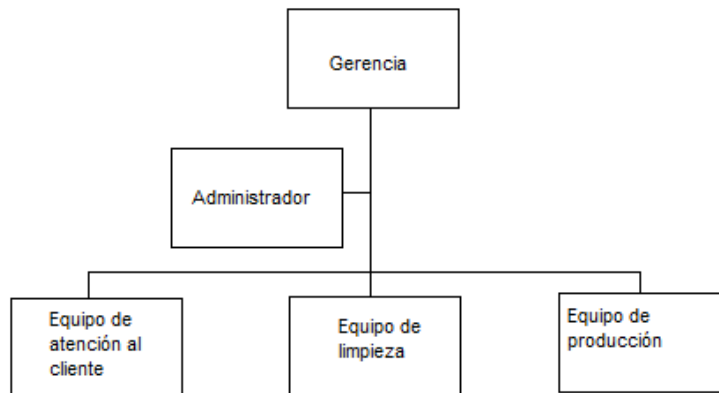 Gerencia
Administrador
Equipo de
atención al
cliente
Equipo de
limpieza
Equipo de
producción